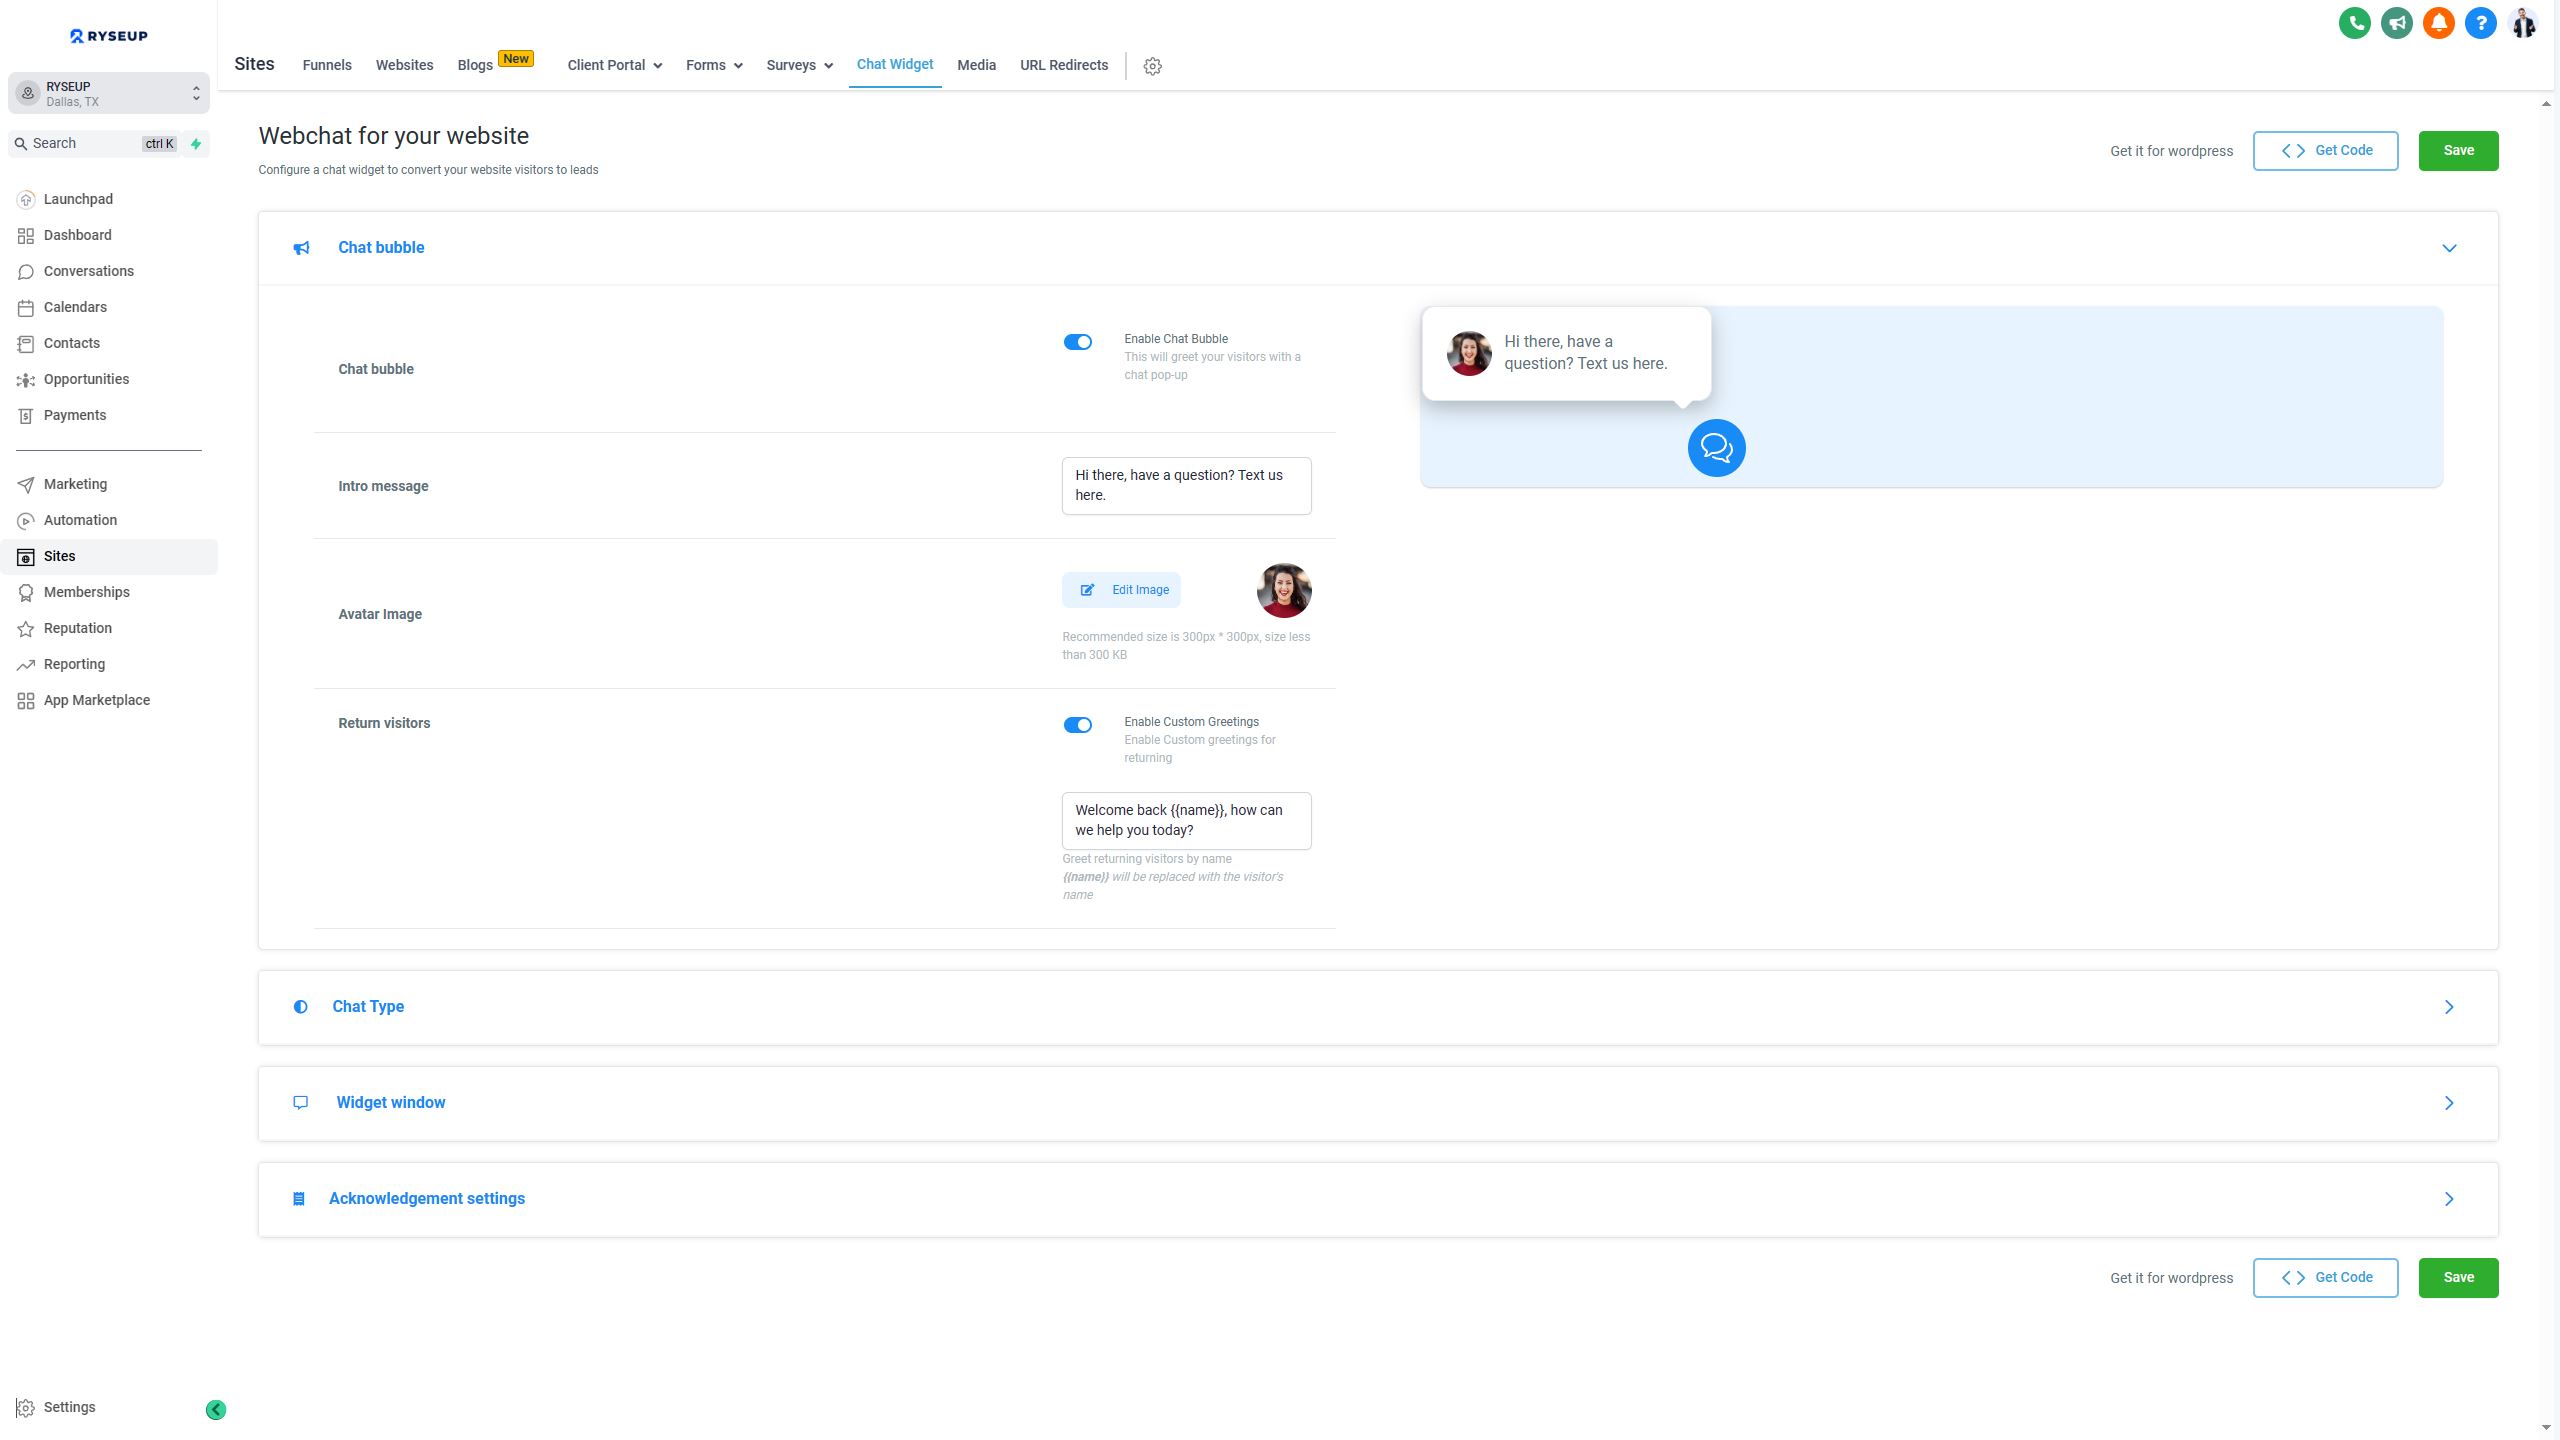 RYSEUP
RYSEUP
Dallas, TX
Search
ctrl K
Launchpad
Dashboard
Conversations
Calendars
Contacts
Opportunities
Payments
Marketing
Automation
Sites
Memberships
Reputation
Reporting
App Marketplace
Settings
Sites
Funnels
Websites
Blogs
New
Client Portal
Forms
Surveys
Chat Widget
Media
URL Redirects
?
Webchat for your website
Configure a chat widget to convert your website visitors to leads
Get it for wordpress
Get Code
Save
Chat bubble
Chat bubble
Enable Chat Bubble
This will greet your visitors with a
chat pop-up
Intro message
Hi there, have a question? Text us
here.
Avatar Image
Edit Image
Recommended size is 300px * 300px, size less
than 300 KB
Return visitors
Enable Custom Greetings
Enable Custom greetings for
returning
Welcome back {{name}}, how can
we help you today?
Greet returning visitors by name
{{name}} will be replaced with the visitor's
name
Hi there, have a
question? Text us here.
Chat Type
Widget window
Acknowledgement settings
Get it for wordpress
Get Code
Save